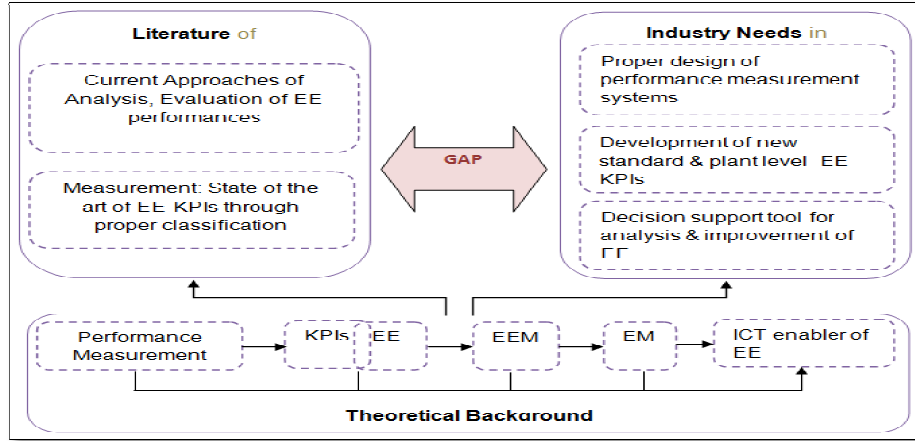 Literature of
Current Approaches of
Analysis, Evaluation of EE
performances
Measurement: State of the
art of EE KPIs through
proper classification
GAP
Industry Needs in
Proper design of
performance measurement
systems
Development of new
standard & plant level EE
KPIs
Decision support tool for
analysis & improvement of
Performance
Measurement
KPIs
EE
EEM
EM
ICT enabler of
EE
Theoretical Background